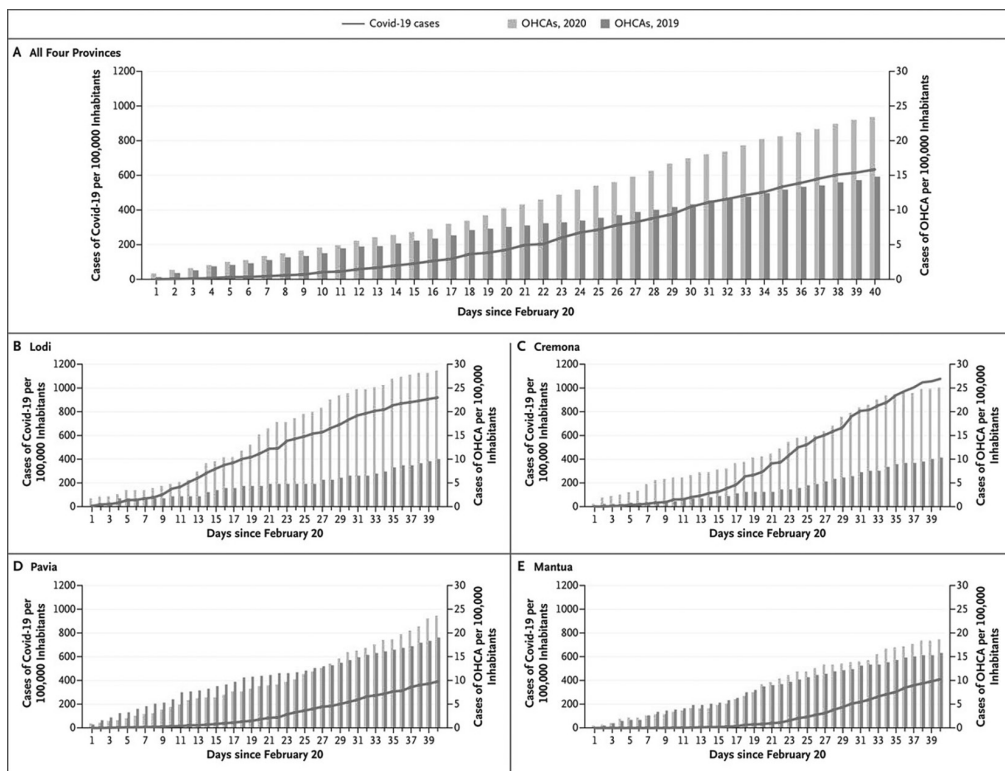 Covid-19 cases OHCAs, 2020 OHCAs, 2019
A All Four Provinces
Cases of Covid-19 per 100,000 Inhabitants
1200
1000
800
600
400
200
0
30
25
20
15
10
5
0
Cases of OHCA per 100,000 Inhabitants
1 2 3 4 5 6 7 8 9 10 11 12 13 14 15 16 17 18 19 20 21 22 23 24 25 26 27 28 29 30 31 32 33 34 35 36 37 38 39 40
Days since February 20
B Lodi
Cases of Covid-19 per
100,000 Inhabitants
1200
1000
800
600
400
200
0
30
25
20
15
10
5
0
Cases of OHCA per 100,000
Inhabitants
1 3 5 7 9 11 13 15 17 19 21 23 25 27 29 31 33 35 37 39
Days since February 20
C Cremona
Cases of Covid-19 per
100,000 Inhabitants
1200
1000
800
600
400
200
0
30
25
20
15
10
5
0
Cases of OHCA per 100,000
Inhabitants
1 3 5 7 9 11 13 15 17 19 21 23 25 27 29 31 33 35 37 39
Days since February 20
D Pavia
Cases of Covid-19 per
100,000 Inhabitants
1200
1000
800
600
400
200
0
30
25
20
15
10
5
0
Cases of OHCA per 100,000
Inhabitants
1 3 5 7 9 11 13 15 17 19 21 23 25 27 29 31 33 35 37 39
Days since February 20
E Mantua
Cases of Covid-19 per
100,000 Inhabitants
1200
1000
800
600
400
200
0
30
25
20
15
10
5
0
Cases of OHCA per 100,000
Inhabitants
1 3 5 7 9 11 13 15 17 19 21 23 25 27 29 31 33 35 37 39
Days since February 20